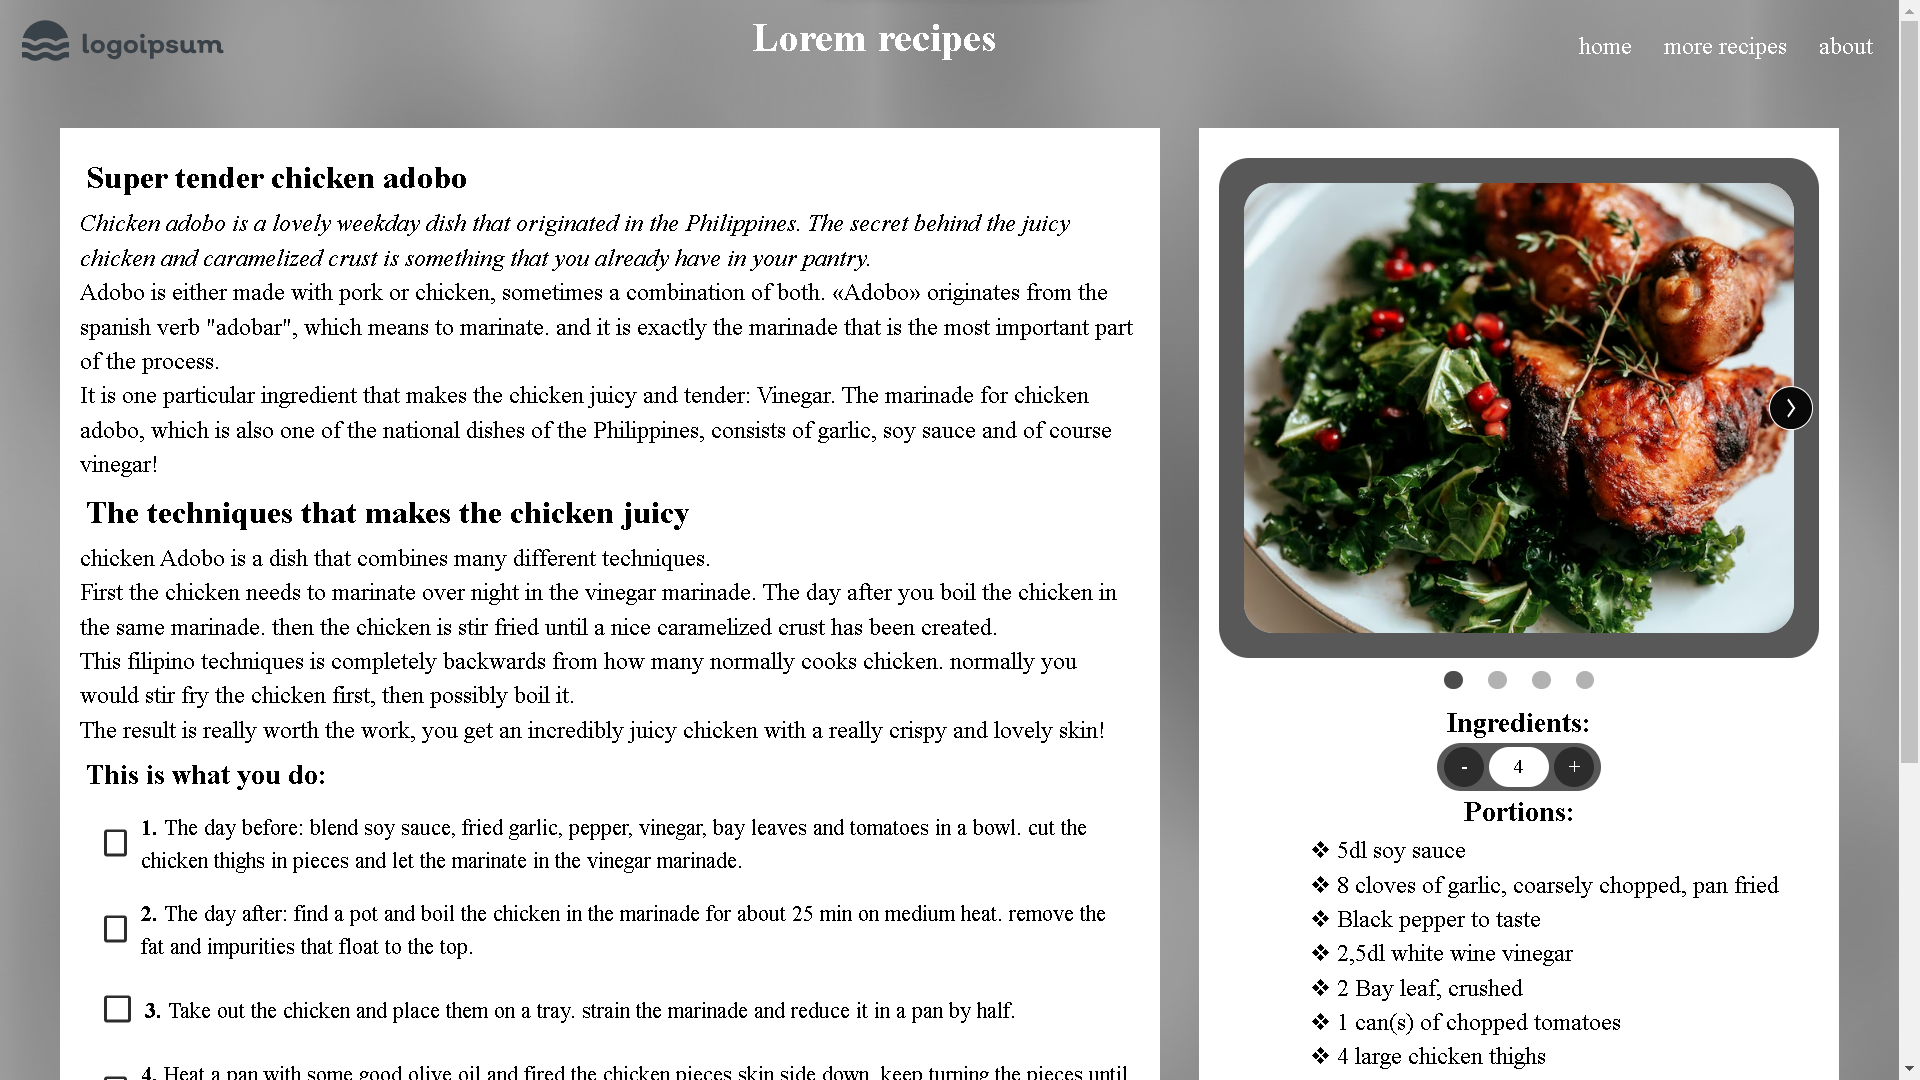 logoipsum
Lorem recipes
home
more recipes
about
Super tender chicken adobo
Chicken adobo is a lovely weekday dish that originated in the Philippines. The secret behind the juicy
chicken and caramelized crust is something that you already have in your pantry.
Adobo is either made with pork or chicken, sometimes a combination of both. «Adobo» originates from the
spanish verb "adobar", which means to marinate. and it is exactly the marinade that is the most important part
of the process.
It is one particular ingredient that makes the chicken juicy and tender: Vinegar. The marinade for chicken
adobo, which is also one of the national dishes of the Philippines, consists of garlic, soy sauce and of course
vinegar!
The techniques that makes the chicken juicy
chicken Adobo is a dish that combines many different techniques.
First the chicken needs to marinate over night in the vinegar marinade. The day after you boil the chicken in
the same marinade. then the chicken is stir fried until a nice caramelized crust has been created.
This filipino techniques is completely backwards from how many normally cooks chicken. normally you
would stir fry the chicken first, then possibly boil it.
The result is really worth the work, you get an incredibly juicy chicken with a really crispy and lovely skin!
This is what you do:
1. The day before: blend soy sauce, fried garlic, pepper, vinegar, bay leaves and tomatoes in a bowl. cut the
chicken thighs in pieces and let the marinate in the vinegar marinade.
2. The day after: find a pot and boil the chicken in the marinade for about 25 min on medium heat. remove the
fat and impurities that float to the top.
3. Take out the chicken and place them on a tray. strain the marinade and reduce it in a pan by half.
4. Heat a pan with some good olive oil and fired the chicken pieces skin side down. keep turning the pieces until
Ingredients:
- 4 +
Portions:
❖ 5dl soy sauce
❖ 8 cloves of garlic, coarsely chopped, pan fried
❖ Black pepper to taste
❖ 2,5dl white wine vinegar
❖ 2 Bay leaf, crushed
❖ 1 can(s) of chopped tomatoes
❖ 4 large chicken thighs